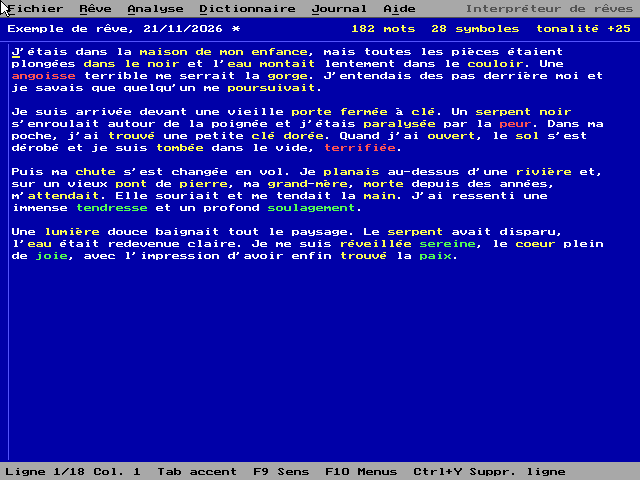 Fichier  Rêve  Analyse  Dictionnaire  Journal  Aide  Interpréteur de rêves
Exemple de rêve, 21/11/2026 *  182 mots  28 symboles  tonalité +25
J'étais dans la maison de mon enfance, mais toutes les pièces étaient
plongées dans le noir et l'eau montait lentement dans le couloir. Une
angoisse terrible me serrait la gorge. J'entendais des pas derrière moi et
je savais que quelqu'un me poursuivait.
Je suis arrivée devant une vieille porte fermée à clé. Un serpent noir
s'enroulait autour de la poignée et j'étais paralysée par la peur. Dans ma
poche, j'ai trouvé une petite clé dorée. Quand j'ai ouvert, le sol s'est
dérobé et je suis tombée dans le vide, terrifiée.
Puis ma chute s'est changée en vol. Je planais au-dessus d'une rivière et,
sur un vieux pont de pierre, ma grand-mère, morte depuis des années,
m'attendait. Elle souriait et me tendait la main. J'ai ressenti une
immense tendresse et un profond soulagement.
Une lumière douce baignait tout le paysage. Le serpent avait disparu,
l'eau était redevenue claire. Je me suis réveillée sereine, le coeur plein
de joie, avec l'impression d'avoir enfin trouvé la paix.
Ligne 1/18 Col. 1  Tab accent  F9 Sens  F10 Menus  Ctrl+Y Suppr. ligne